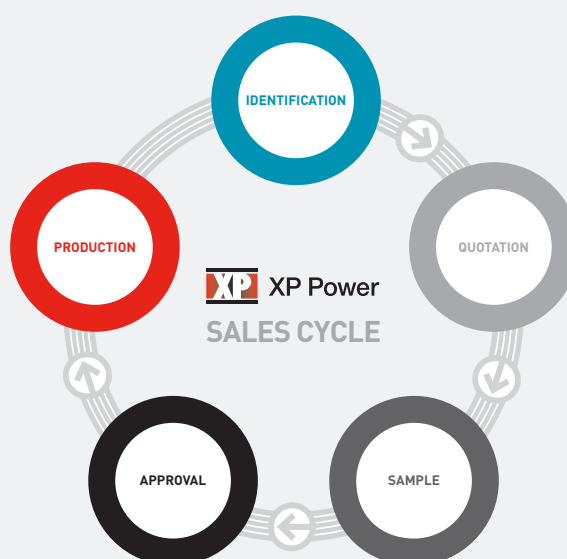 IDENTIFICATION
QUOTATION
PRODUCTION
XP XP Power
SALES CYCLE
APPROVAL
SAMPLE